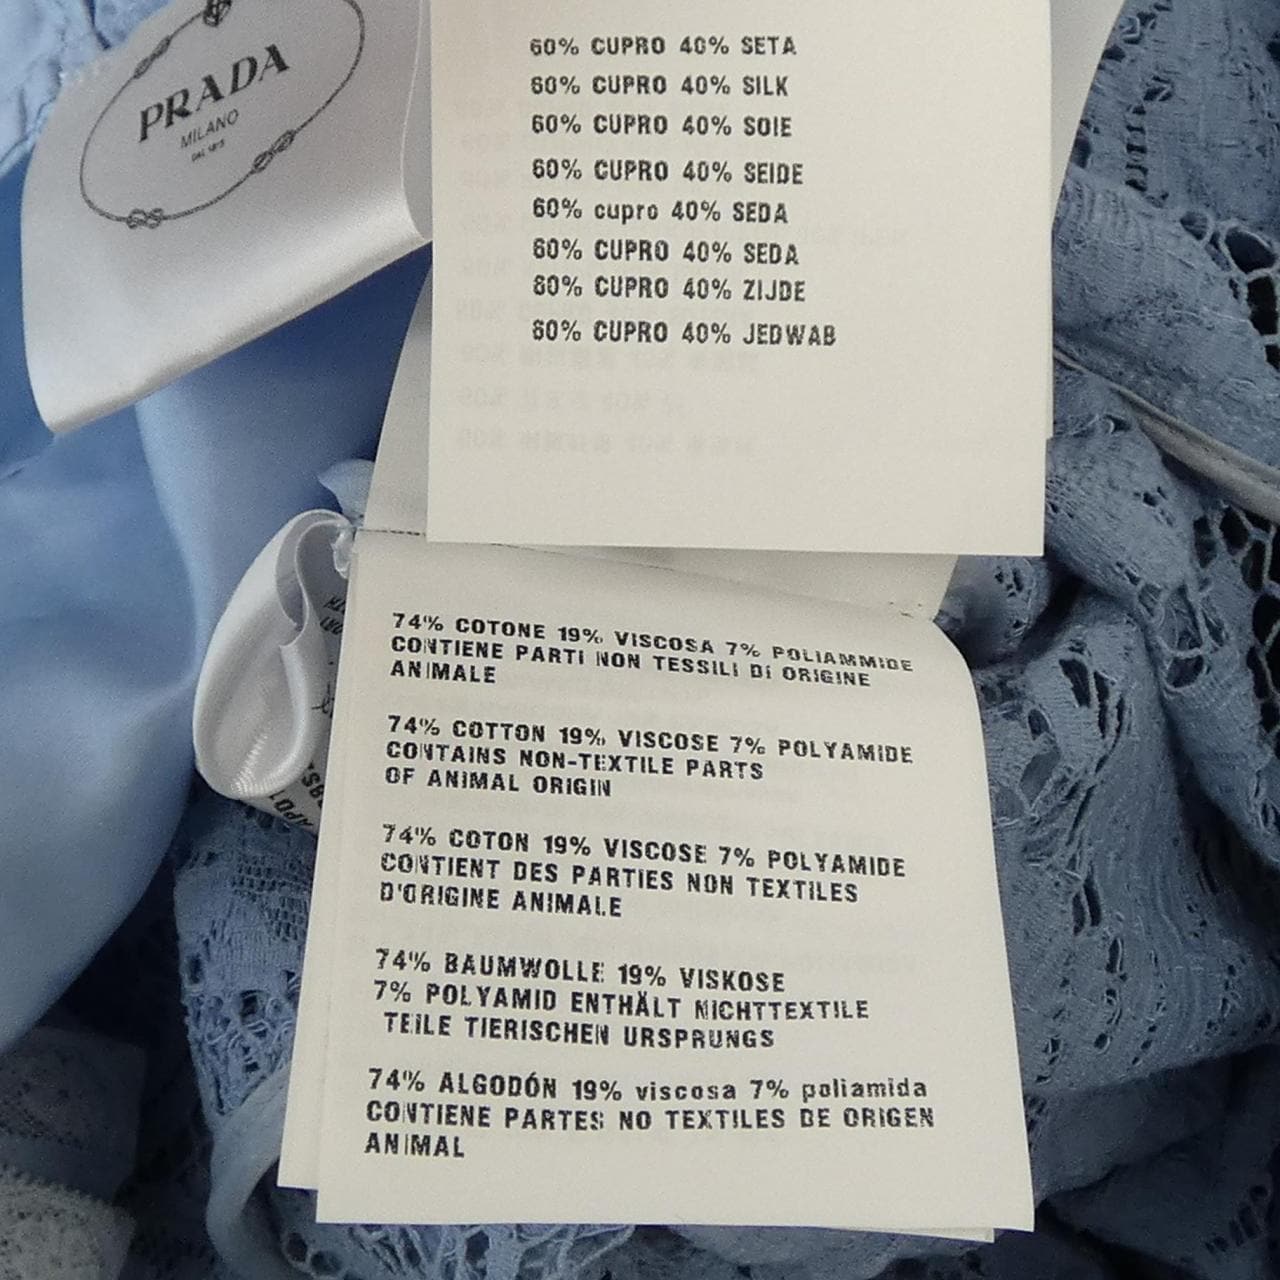 PRADA
MILANO
DAL 1913
60% CUPRO 40% SETA
60% CUPRO 40% SILK
60% CUPRO 40% SOIE
60% CUPRO 40% SEIDE
60% cupro 40% SEDA
60% CUPRO 40% SEDA
60% CUPRO 40% ZIJDE
60% CUPRO 40% JEDWAB
74% COTONE 19% VISCOSA 7% POLIAMMIDE
CONTIENE PARTI NON TESSILI DI ORIGINE
ANIMALE
74% COTTON 19% VISCOSE 7% POLYAMIDE
CONTAINS NON-TEXTILE PARTS
OF ANIMAL ORIGIN
74% COTON 19% VISCOSE 7% POLYAMIDE
CONTIENT DES PARTIES NON TEXTILES
D'ORIGINE ANIMALE
74% BAUMWOLLE 19% VISKOSE
7% POLYAMID ENTHÄLT NICHTTEXTILE
TEILE TIERISCHEN URSPRUNGS
74% ALGODÓN 19% viscosa 7% poliamida
CONTIENE PARTES NO TEXTILES DE ORIGEN
ANIMAL